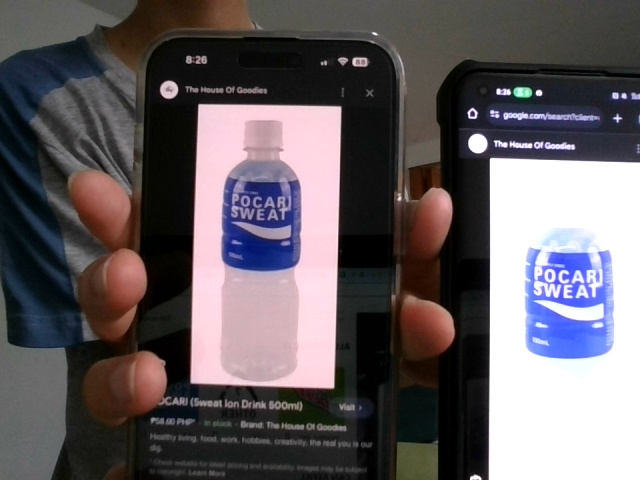 8:26
88
The House Of Goodies
POCARI
SWEAT
500mL
POCARI (Sweat Ion Drink 500ml)
Visit
₱58.00 PHP* · In stock · Brand: The House Of Goodies
Healthy living, food, work, hobbies, creativity, the real you is our
dig.
* Check website for latest pricing and availability. Images may be subject
to copyright. Learn More
8:26
google.com/search?client=
The House Of Goodies
POCARI
SWEAT
500mL